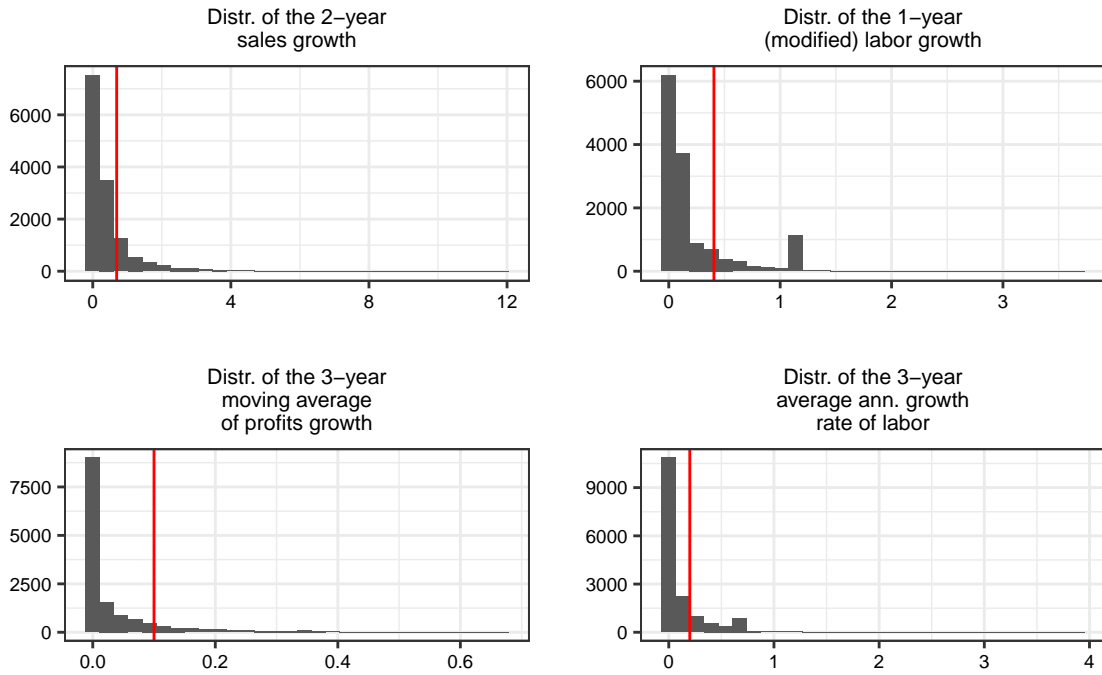 Distr. of the 2−year
sales growth
7500
6000
4000
2000
0
0 4 8 12
Distr. of the 1−year
(modified) labor growth
6000
4000
2000
0
0 1 2 3
Distr. of the 3−year
moving average
of profits growth
7500
5000
2500
0
0.0 0.2 0.4 0.6
Distr. of the 3−year
average ann. growth
rate of labor
9000
6000
3000
0
0 1 2 3 4